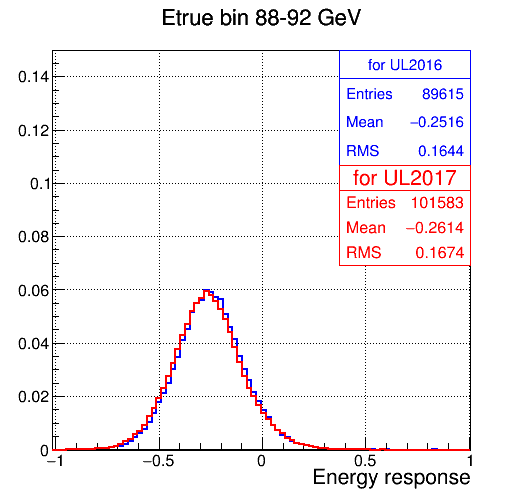 Etrue bin 88-92 GeV
for UL2016
Entries 89615
Mean −0.2516
RMS 0.1644
for UL2017
Entries 101583
Mean −0.2614
RMS 0.1674
0.14
0.12
0.1
0.08
0.06
0.04
0.02
0
−1 −0.5 0 0.5 1
Energy response